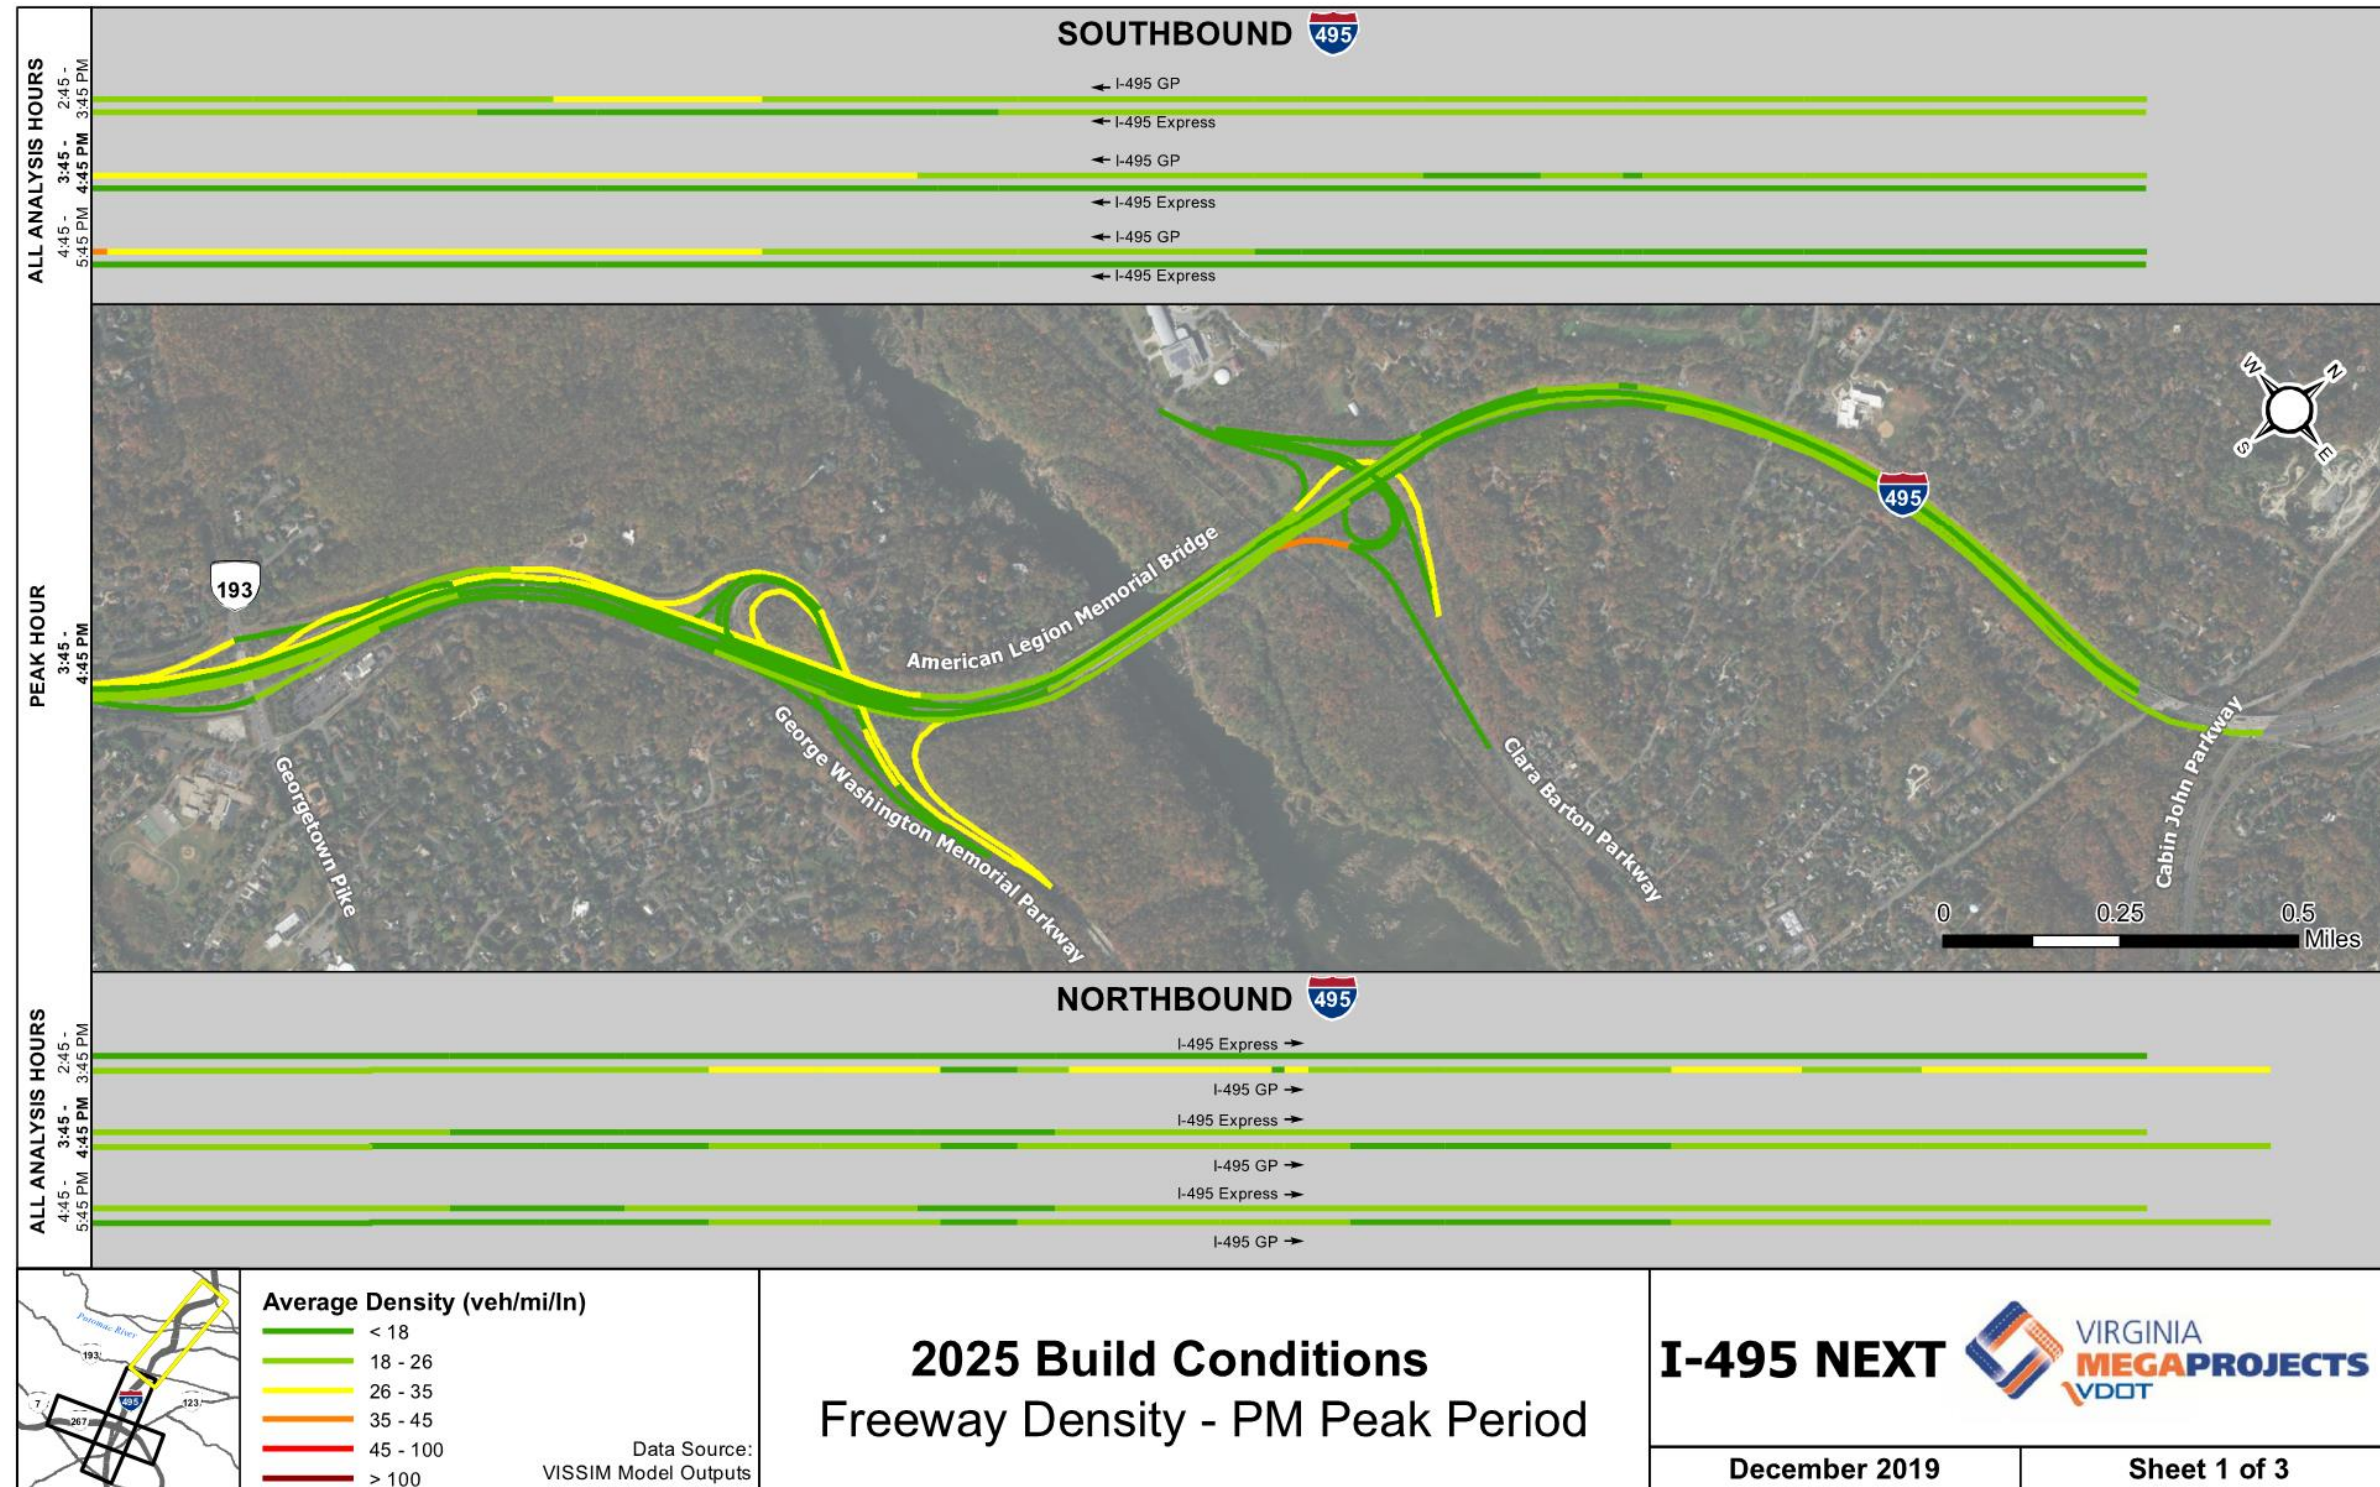 SOUTHBOUND 495
ALL ANALYSIS HOURS
2:45 -
3:45 PM
← I-495 GP
← I-495 Express
3:45 -
4:45 PM
← I-495 GP
← I-495 Express
4:45 -
5:45 PM
← I-495 GP
← I-495 Express
PEAK HOUR
3:45 -
4:45 PM
W N
S E
495
193
American Legion Memorial Bridge
Georgetown Pike
George Washington Memorial Parkway
Clara Barton Parkway
Cabin John Parkway
0 0.25 0.5
Miles
NORTHBOUND 495
ALL ANALYSIS HOURS
2:45 -
3:45 PM
I-495 Express →
I-495 GP →
3:45 -
4:45 PM
I-495 Express →
I-495 GP →
4:45 -
5:45 PM
I-495 Express →
I-495 GP →
Potomac River
193
495
7
267
123
Average Density (veh/mi/ln)
< 18
18 - 26
26 - 35
35 - 45
45 - 100
> 100
Data Source:
VISSIM Model Outputs
2025 Build Conditions
Freeway Density - PM Peak Period
I-495 NEXT
VIRGINIA
MEGAPROJECTS
VDOT
December 2019
Sheet 1 of 3